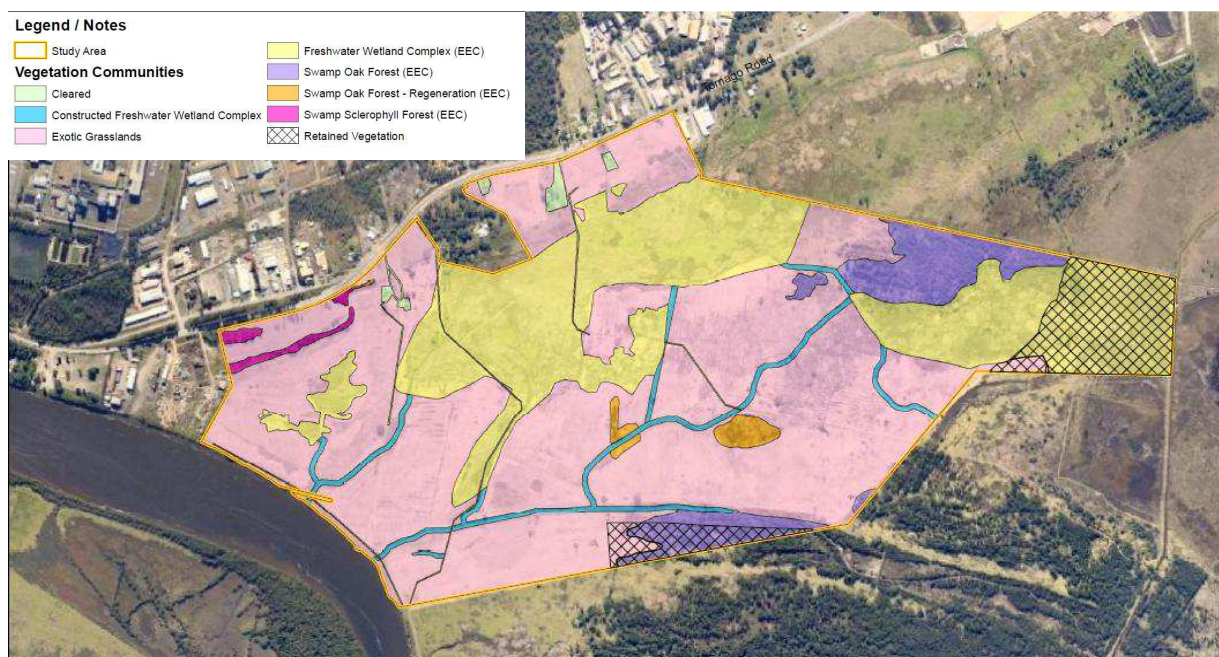 Legend / Notes
Study Area
Vegetation Communities
Cleared
Constructed Freshwater Wetland Complex
Exotic Grasslands
Freshwater Wetland Complex (EEC)
Swamp Oak Forest (EEC)
Swamp Oak Forest - Regeneration (EEC)
Swamp Sclerophyll Forest (EEC)
Retained Vegetation
Tomago Road